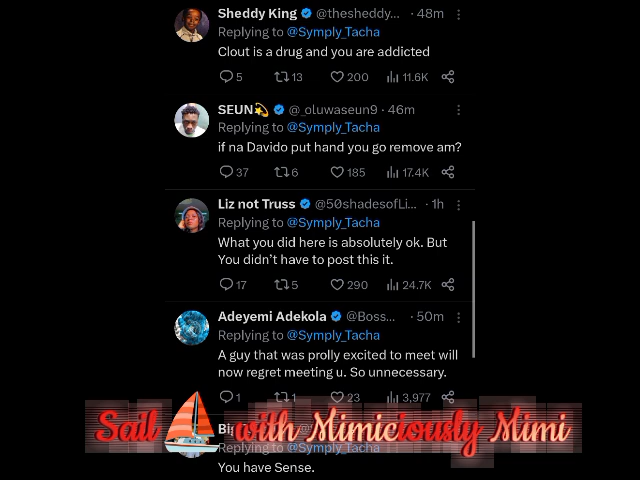 Sheddy King @thesheddy... · 48m
Replying to @Symply_Tacha
Clout is a drug and you are addicted
5 13 200 11.6K
SEUN💫 @_oluwaseun9 · 46m
Replying to @Symply_Tacha
if na Davido put hand you go remove am?
37 6 185 17.4K
Liz not Truss @50shadesofLi... · 1h
Replying to @Symply_Tacha
What you did here is absolutely ok. But
You didn't have to post this it.
17 5 290 24.7K
Adeyemi Adekola @Boss... · 50m
Replying to @Symply_Tacha
A guy that was prolly excited to meet will
now regret meeting u. So unnecessary.
1 1 23 3,977
Sail with Mimiciously Mimi
Replying to @Symply_Tacha
You have Sense.